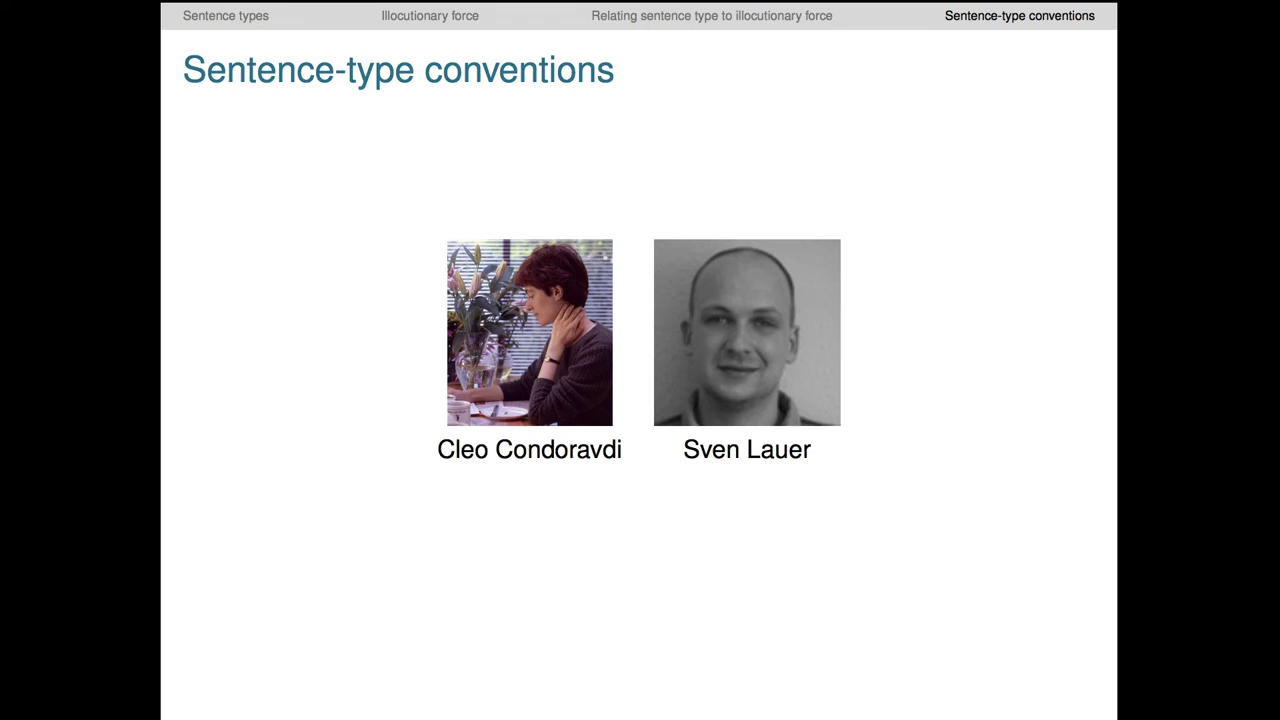 Sentence types Illocutionary force Relating sentence type to illocutionary force Sentence-type conventions
Sentence-type conventions
Cleo Condoravdi Sven Lauer